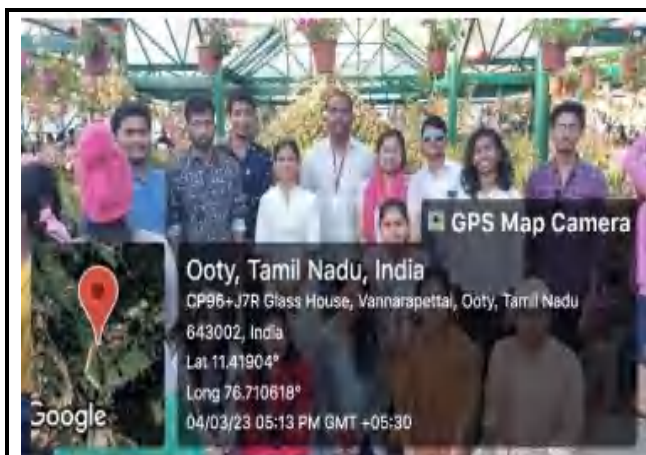 GPS Map Camera
Ooty, Tamil Nadu, India
CP96+J7R Glass House, Vannarapettai, Ooty, Tamil Nadu
643002, India
Lat 11.41904°
Long 76.710618°
04/03/23 05:13 PM GMT +05:30
Google